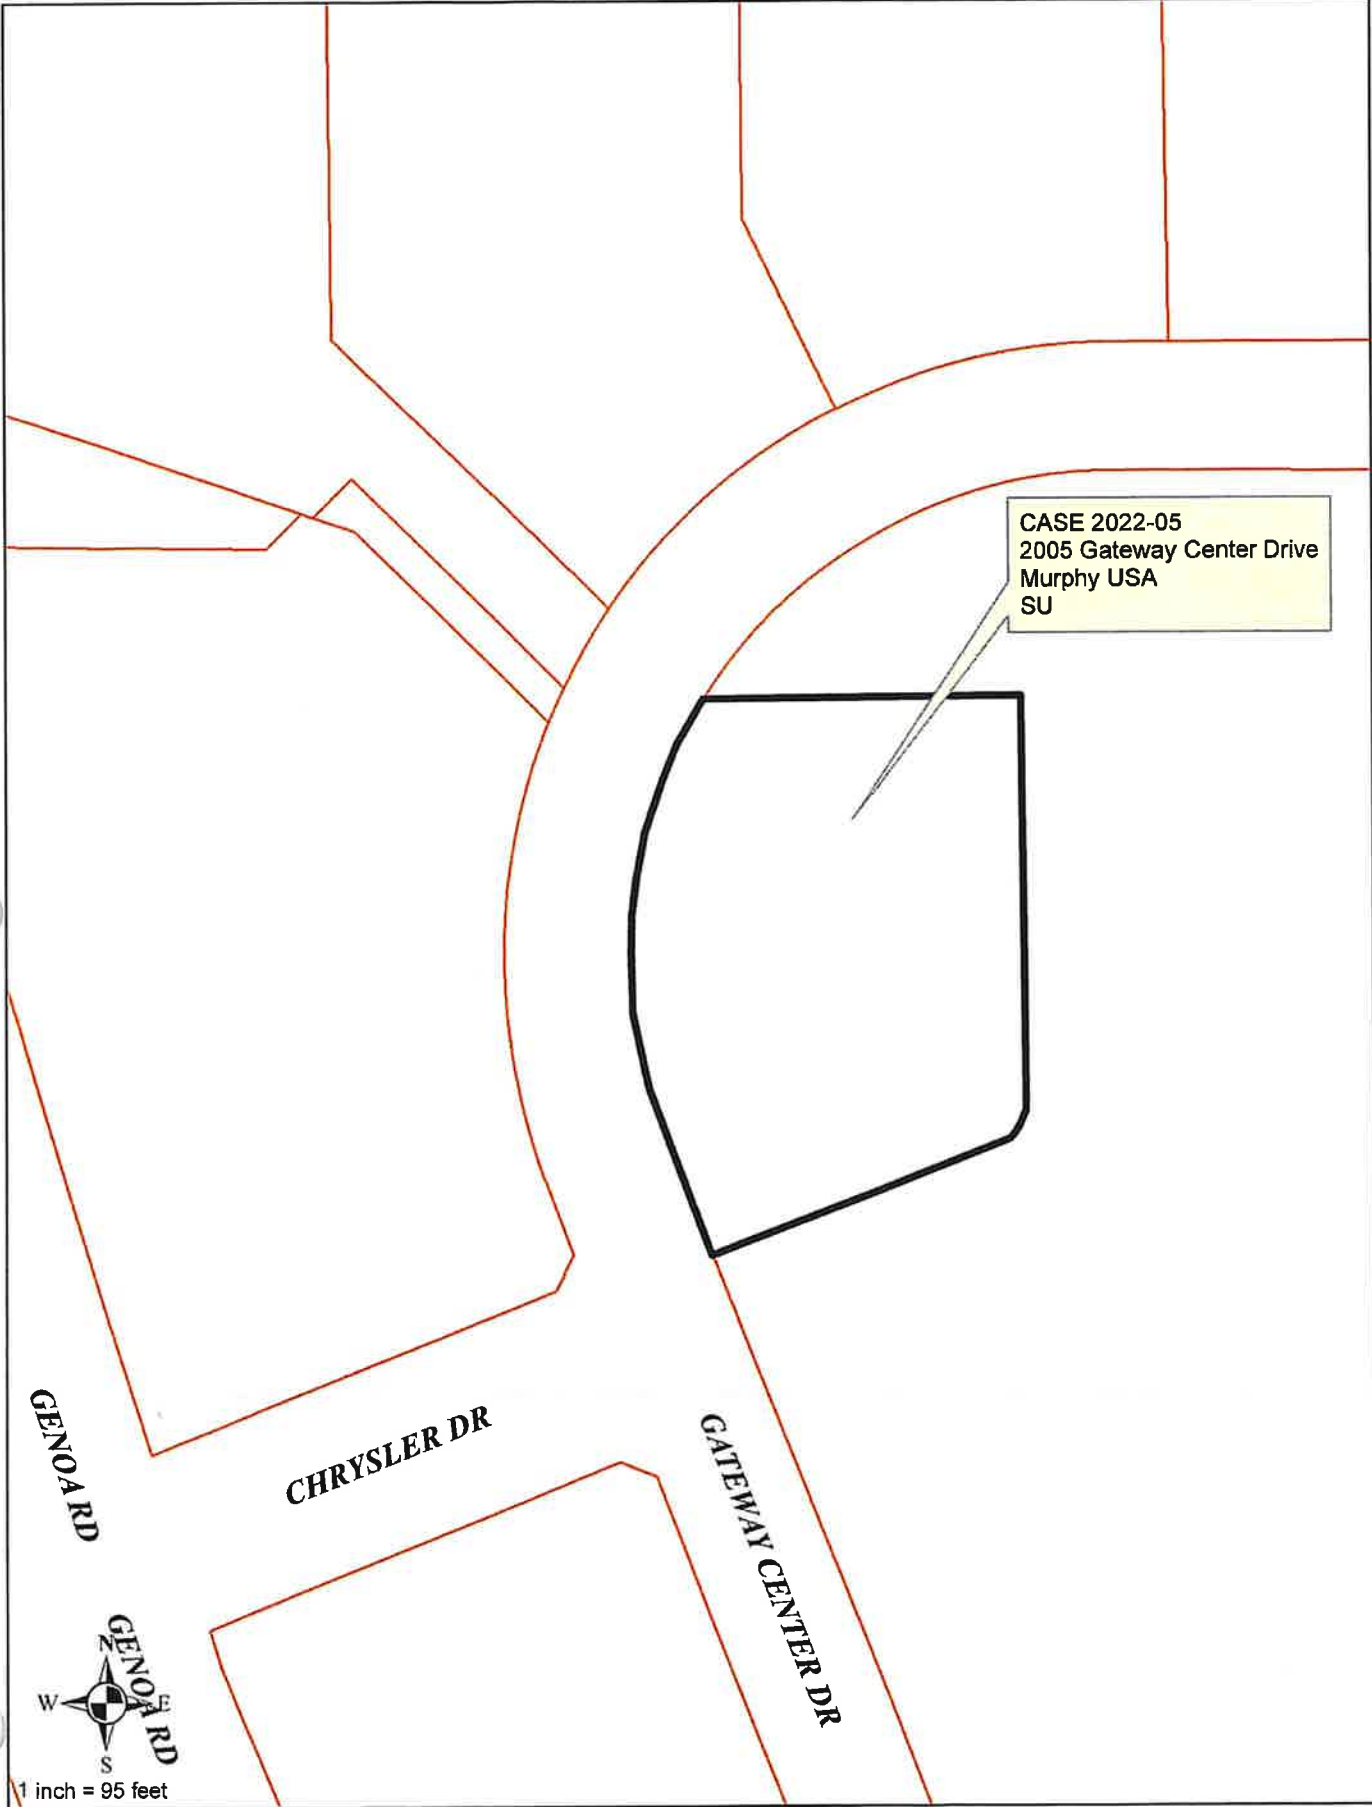 CASE 2022-05
2005 Gateway Center Drive
Murphy USA
SU
GENOA RD
CHRYSLER DR
GATEWAY CENTER DR
GENOA RD
N
W E
S
1 inch = 95 feet